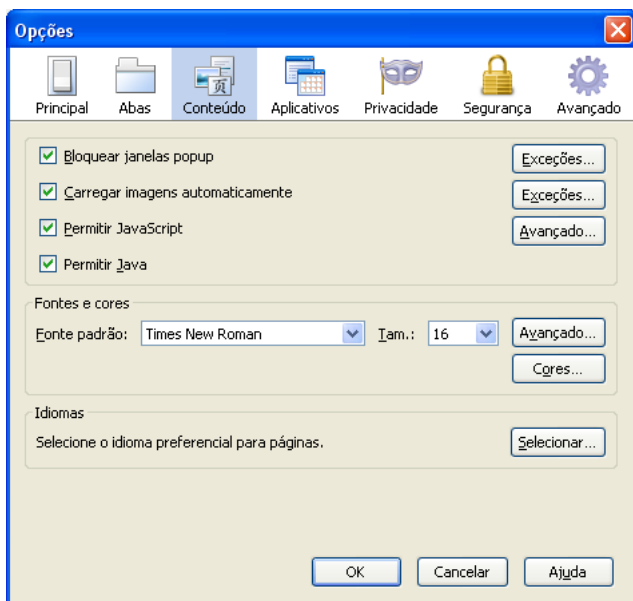 Opções
Principal Abas Conteúdo Aplicativos Privacidade Segurança Avançado
Bloquear janelas popup Exceções...
Carregar imagens automaticamente Exceções...
Permitir JavaScript Avançado...
Permitir Java
Fontes e cores
Fonte padrão: Times New Roman Tam.: 16 Avançado...
Cores...
Idiomas
Selecione o idioma preferencial para páginas. Selecionar...
OK Cancelar Ajuda